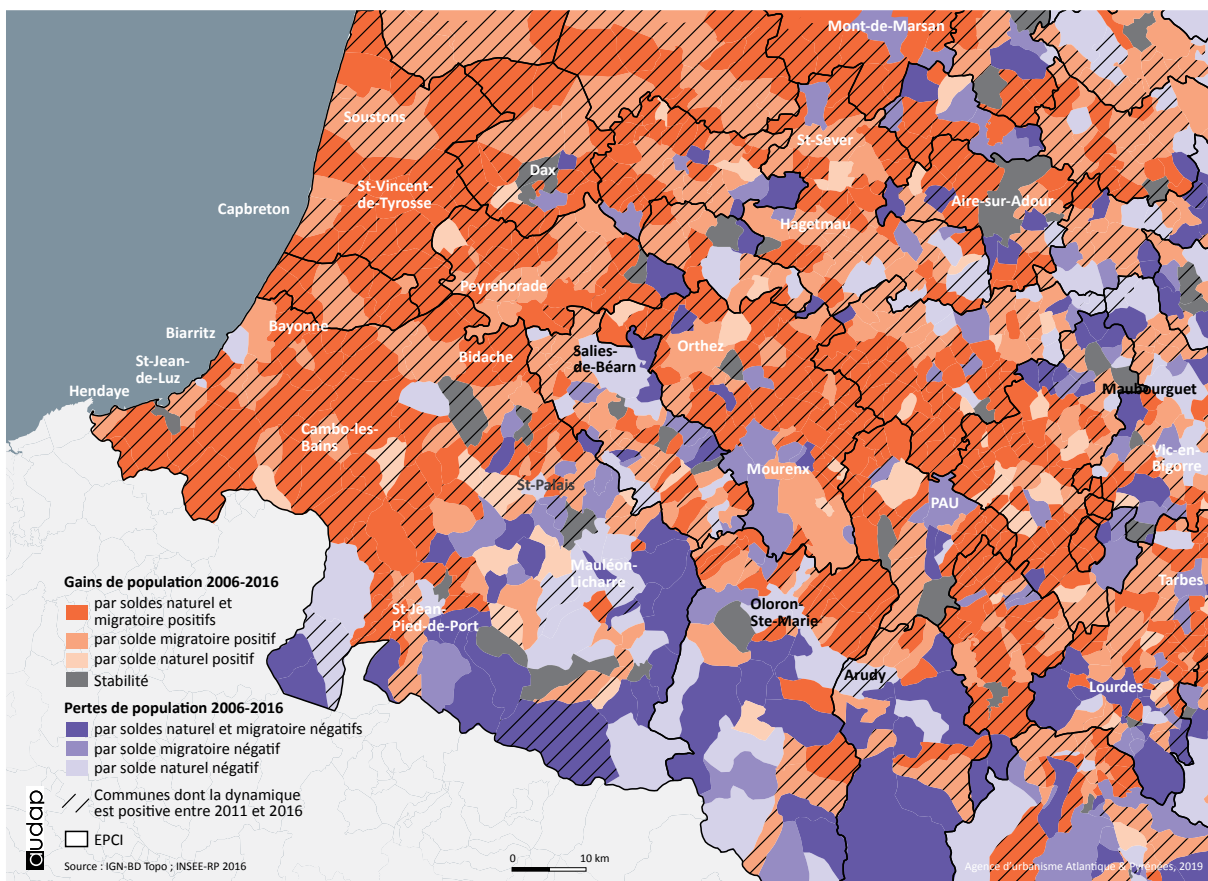 Mont-de-Marsan
Soustons
St-Sever
Dax
St-Vincent-
de-Tyrosse
Capbreton
Aire-sur-Adour
Hagetmau
Peyrehorade
Biarritz
Bayonne
St-Jean-
de-Luz
Bidache
Salies-
de-Béarn
Orthez
Hendaye
Maubourguet
Cambo-les-
Bains
Vic-en-
Bigorre
Mourenx
St-Palais
PAU
Mauléon-
Licharre
Tarbes
St-Jean-
Pied-de-Port
Oloron-
Ste-Marie
Arudy
Lourdes
Gains de population 2006-2016
par soldes naturel et
migratoire positifs
par solde migratoire positif
par solde naturel positif
Stabilité
Pertes de population 2006-2016
par soldes naturel et migratoire négatifs
par solde migratoire négatif
par solde naturel négatif
Communes dont la dynamique
est positive entre 2011 et 2016
EPCI
audap
Source : IGN-BD Topo ; INSEE-RP 2016
0 10 km
Agence d'urbanisme Atlantique & Pyrénées, 2019